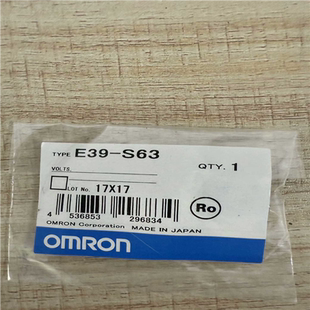 TYPE E39-S63
QTY. 1
VOLTS.
LOT No. 17X17
4 536853 296834
Ro
OMRON Corporation MADE IN JAPAN
OMRON